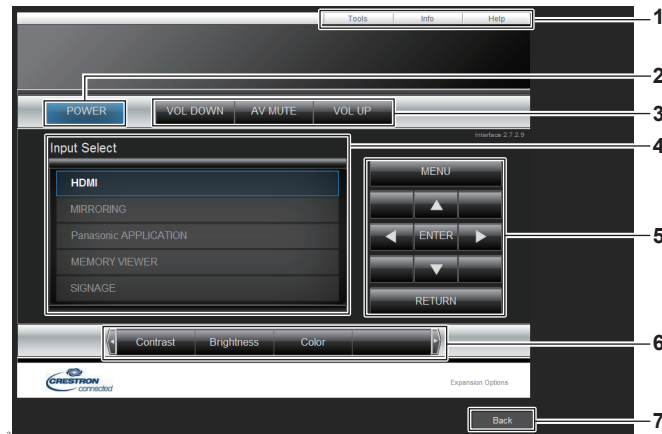 Tools Info Help 1
2
POWER VOL DOWN AV MUTE VOL UP 3
Interface 2.7.2.9
4
Input Select
HDMI
MIRRORING
Panasonic APPLICATION
MEMORY VIEWER
SIGNAGE
MENU
ENTER 5
RETURN
Contrast Brightness Color 6
CRESTRON
connected
Expansion Options
Back 7